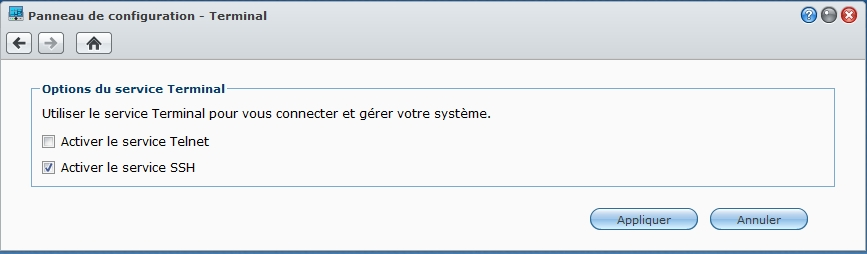 Panneau de configuration - Terminal
Options du service Terminal
Utiliser le service Terminal pour vous connecter et gérer votre système.
Activer le service Telnet
Activer le service SSH
Appliquer Annuler